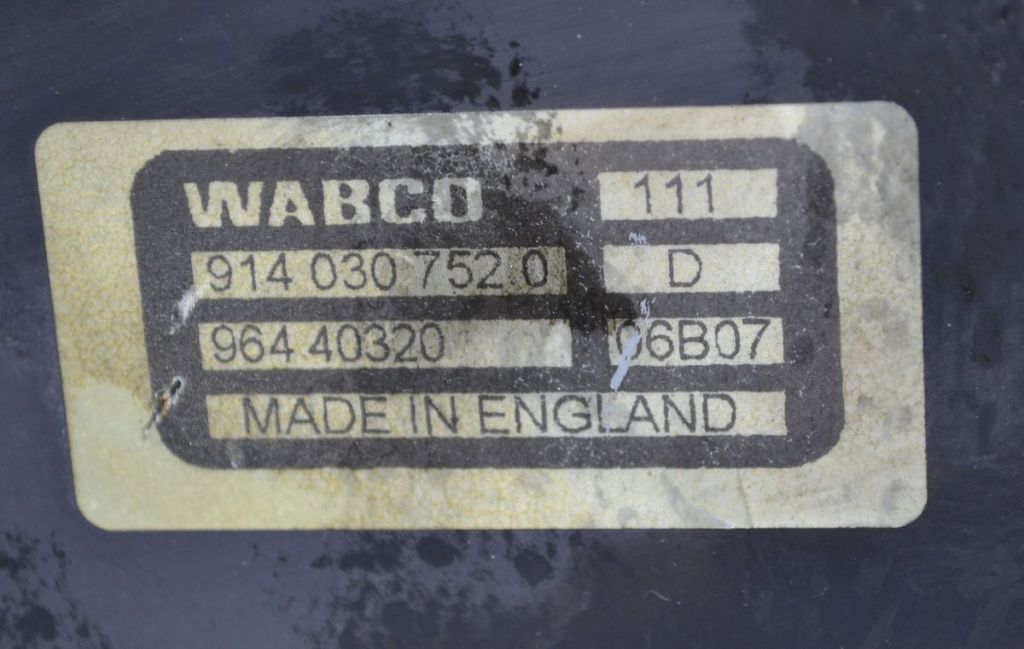 WABCO 111
914 030 752 0 D
964 40320 06B07
MADE IN ENGLAND